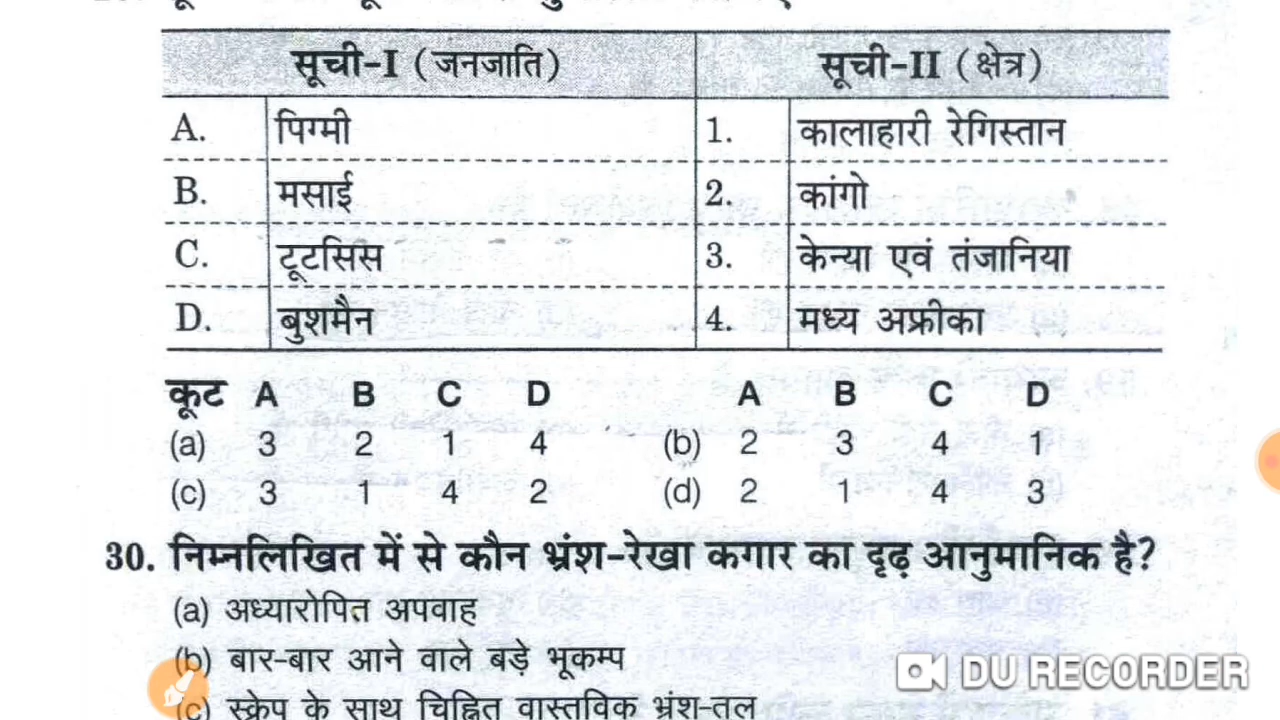 सूची-I (जनजाति) सूची-II (क्षेत्र)
A. पिग्मी 1. कालाहारी रेगिस्तान
B. मसाई 2. कांगो
C. टूटसिस 3. केन्या एवं तंजानिया
D. बुशमैन 4. मध्य अफ्रीका
कूट A B C D A B C D
(a) 3 2 1 4 (b) 2 3 4 1
(c) 3 1 4 2 (d) 2 1 4 3
30. निम्नलिखित में से कौन भ्रंश-रेखा कगार का दृढ़ आनुमानिक है?
(a) अध्यारोपित अपवाह
(b) बार-बार आने वाले बड़े भूकम्प
(c) स्क्रेप के साथ चिह्नित वास्तविक भ्रंश-तल
DU RECORDER